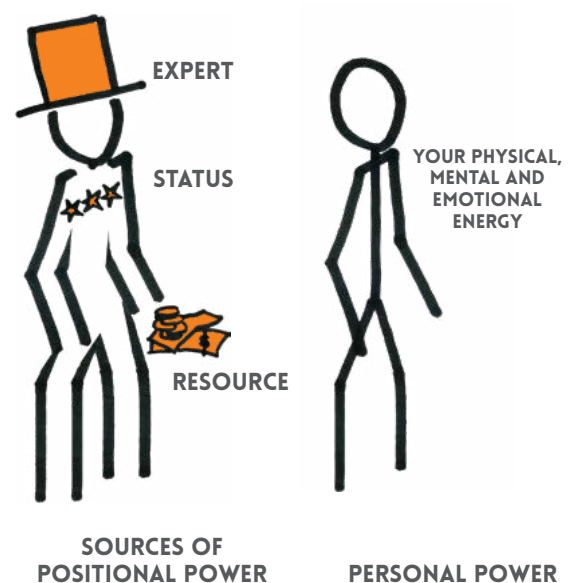 EXPERT
STATUS
RESOURCE
SOURCES OF
POSITIONAL POWER
YOUR PHYSICAL,
MENTAL AND
EMOTIONAL
ENERGY
PERSONAL POWER
$